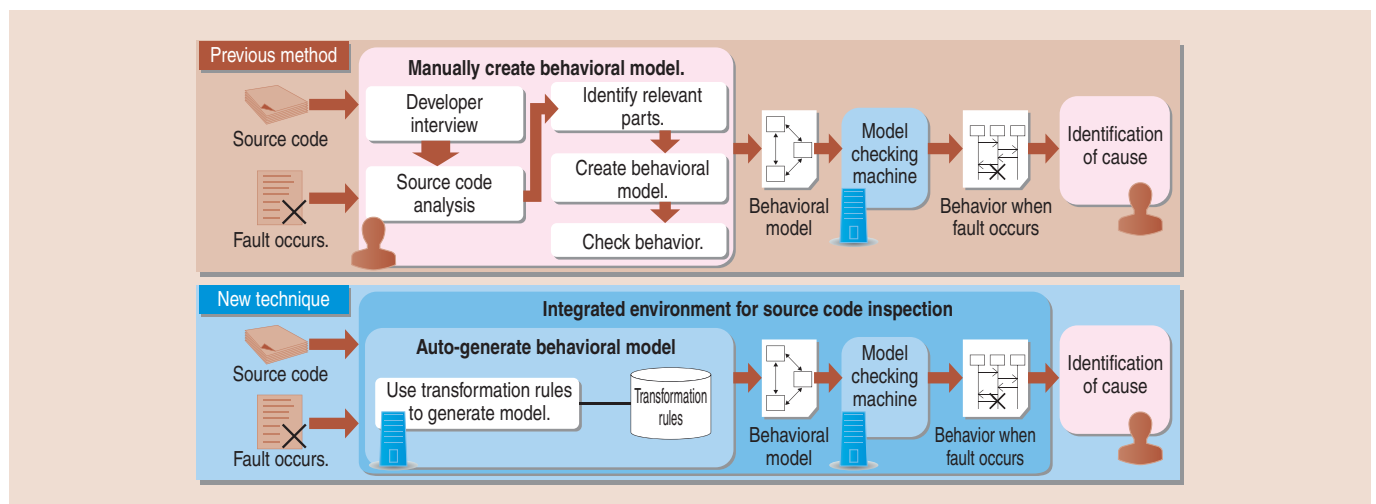 Previous method
Manually create behavioral model.
Source code
Fault occurs.
Developer
interview
Source code
analysis
Identify relevant
parts.
Create behavioral
model.
Check behavior.
Behavioral
model
Model
checking
machine
Behavior when
fault occurs
Identification
of cause
New technique
Integrated environment for source code inspection
Source code
Fault occurs.
Auto-generate behavioral model
Use transformation rules
to generate model.
Transformation
rules
Behavioral
model
Model
checking
machine
Behavior when
fault occurs
Identification
of cause